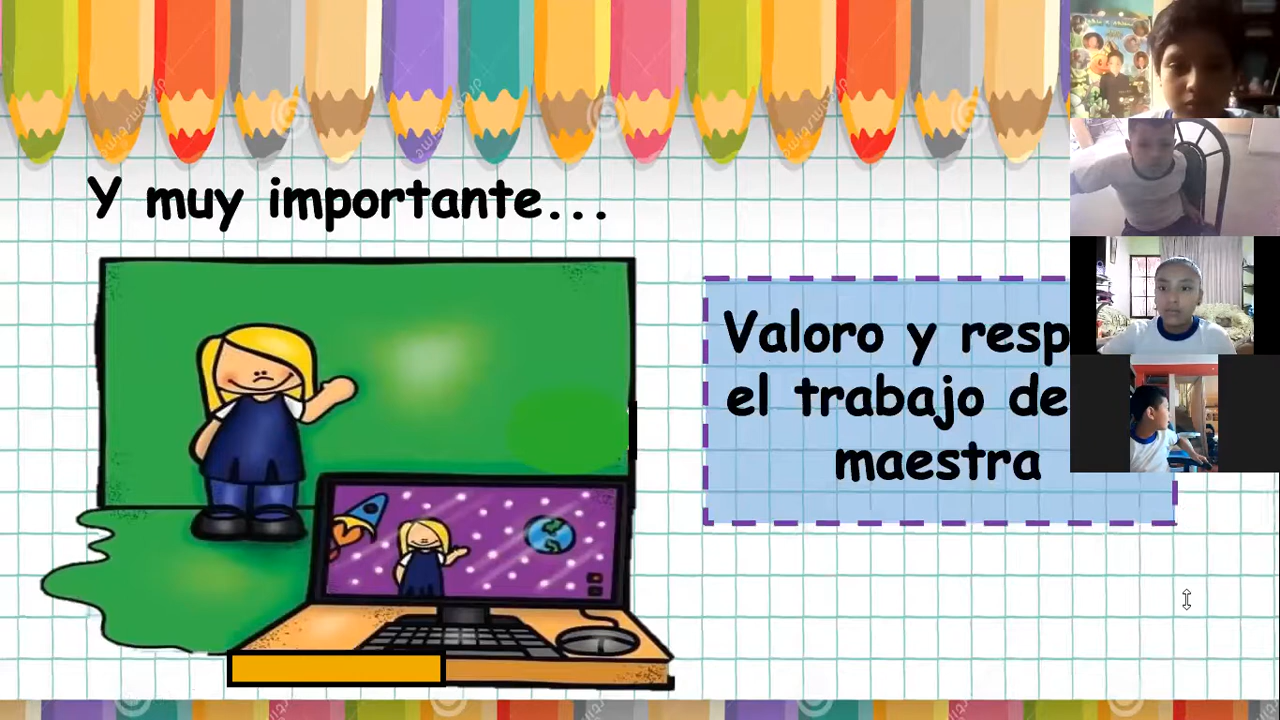 Y muy importante...
Valoro y resp
el trabajo de
maestra